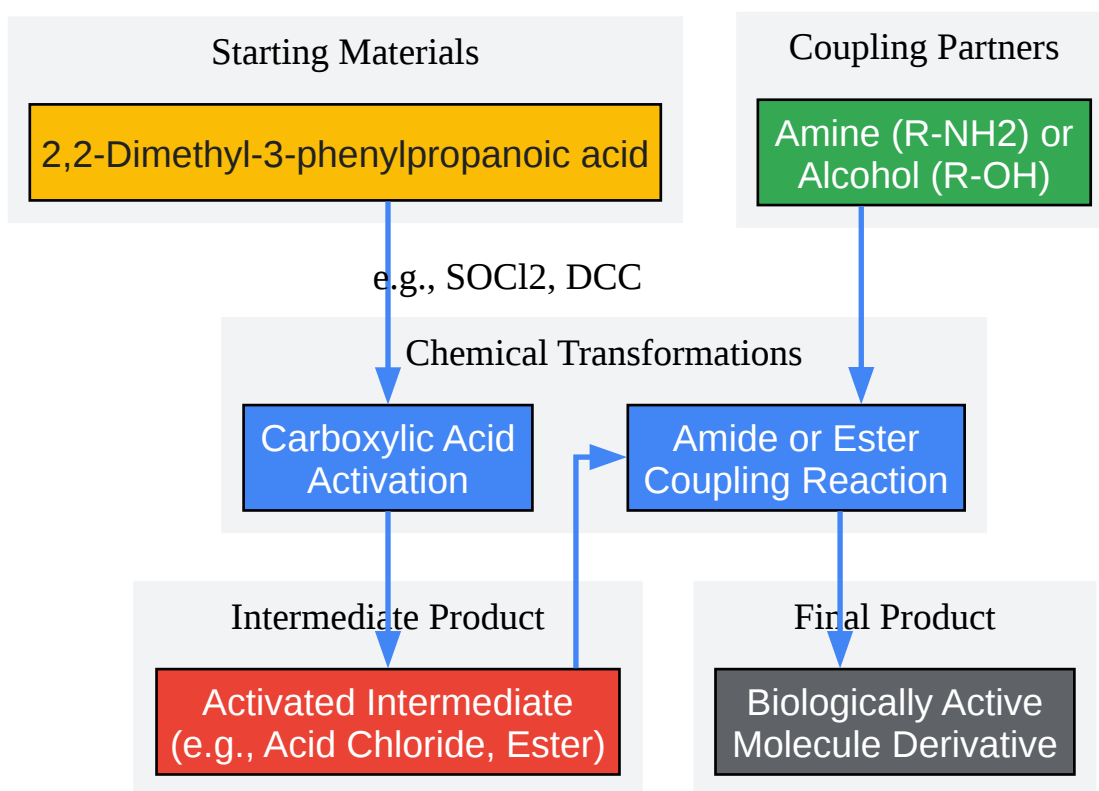 Starting Materials
2,2-Dimethyl-3-phenylpropanoic acid
Coupling Partners
Amine (R-NH2) or
Alcohol (R-OH)
e.g., SOCl2, DCC
Chemical Transformations
Carboxylic Acid
Activation
Amide or Ester
Coupling Reaction
Intermediate Product
Activated Intermediate
(e.g., Acid Chloride, Ester)
Final Product
Biologically Active
Molecule Derivative